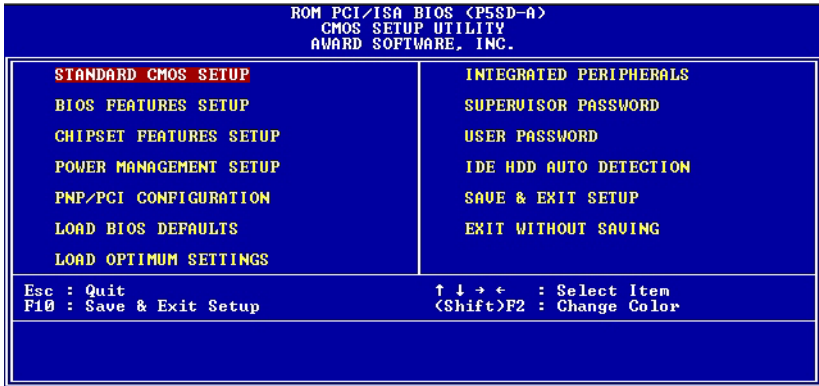 ROM PCI/ISA BIOS (P5SD-A)
CMOS SETUP UTILITY
AWARD SOFTWARE, INC.
STANDARD CMOS SETUP
BIOS FEATURES SETUP
CHIPSET FEATURES SETUP
POWER MANAGEMENT SETUP
PNP/PCI CONFIGURATION
LOAD BIOS DEFAULTS
LOAD OPTIMUM SETTINGS
INTEGRATED PERIPHERALS
SUPERVISOR PASSWORD
USER PASSWORD
IDE HDD AUTO DETECTION
SAVE & EXIT SETUP
EXIT WITHOUT SAVING
Esc : Quit
F10 : Save & Exit Setup
↑ ↓ → ← : Select Item
(Shift)F2 : Change Color